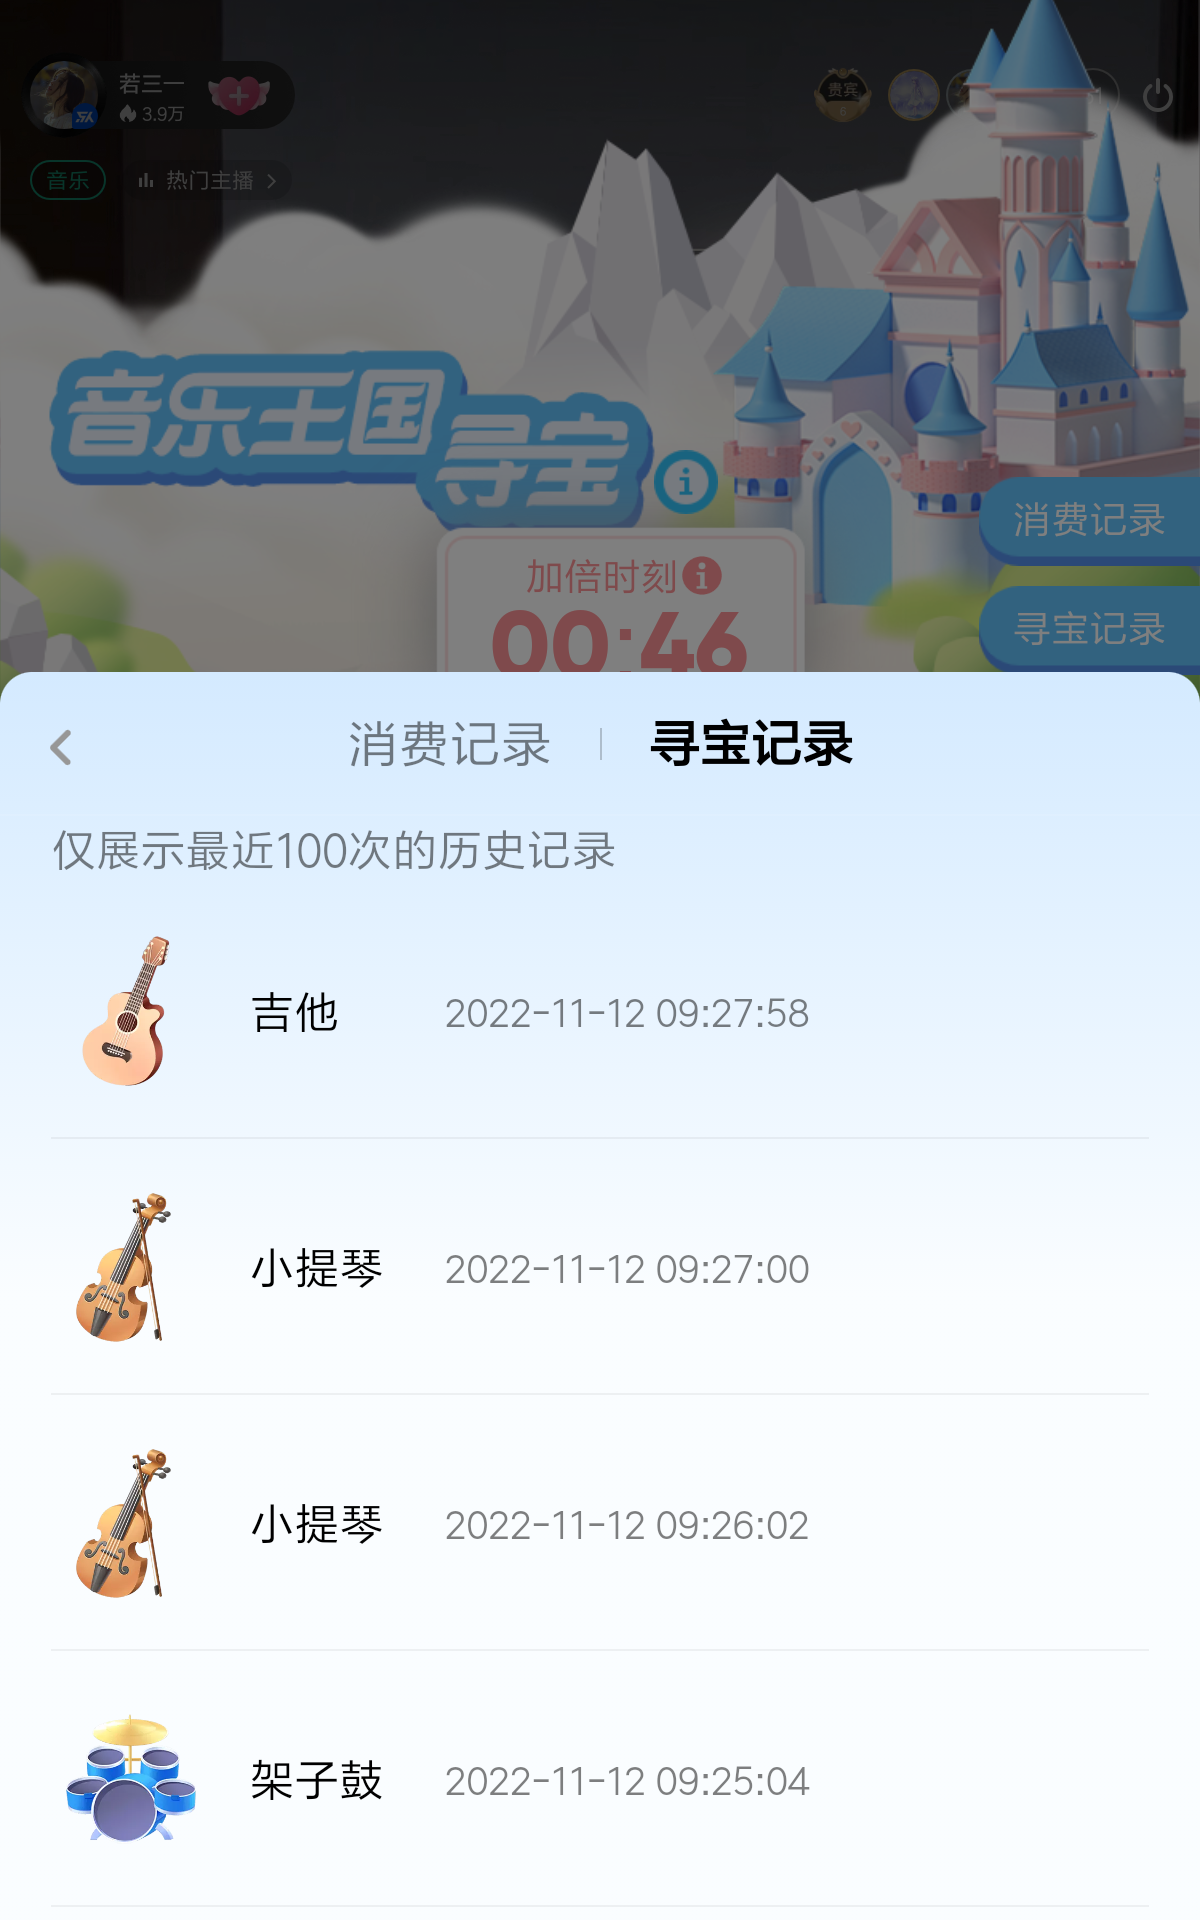 若三一
3.9万
贵宾
6
音乐
热门主播
音乐王国
寻宝
消费记录
加倍时刻
00:46
寻宝记录
消费记录
寻宝记录
仅展示最近100次的历史记录
吉他
2022-11-12 09:27:58
小提琴
2022-11-12 09:27:00
小提琴
2022-11-12 09:26:02
架子鼓
2022-11-12 09:25:04